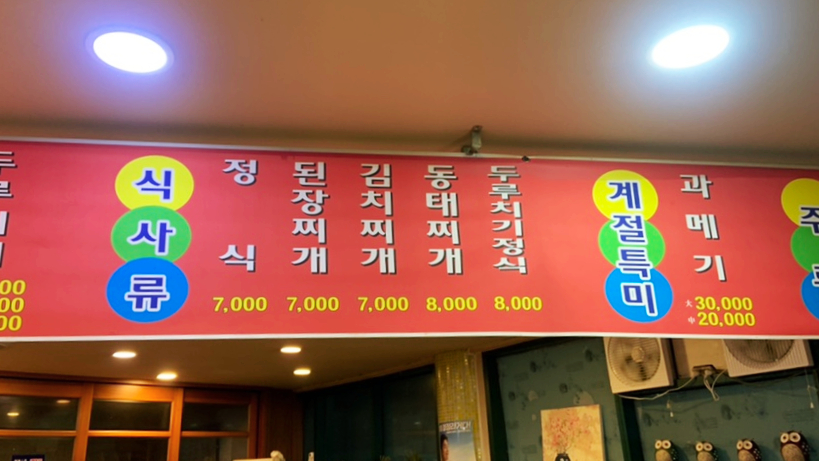 식사류
정식
7,000
된장찌개
7,000
김치찌개
7,000
동태찌개
8,000
두루치기정식
8,000
계절특미
과메기
大 30,000
中 20,000